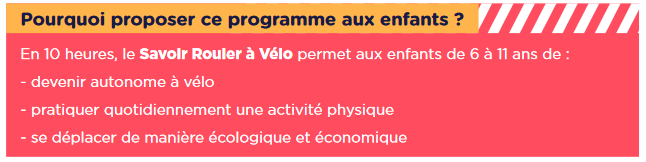 Pourquoi proposer ce programme aux enfants ?
En 10 heures, le Savoir Rouler à Vélo permet aux enfants de 6 à 11 ans de :
- devenir autonome à vélo
- pratiquer quotidiennement une activité physique
- se déplacer de manière écologique et économique